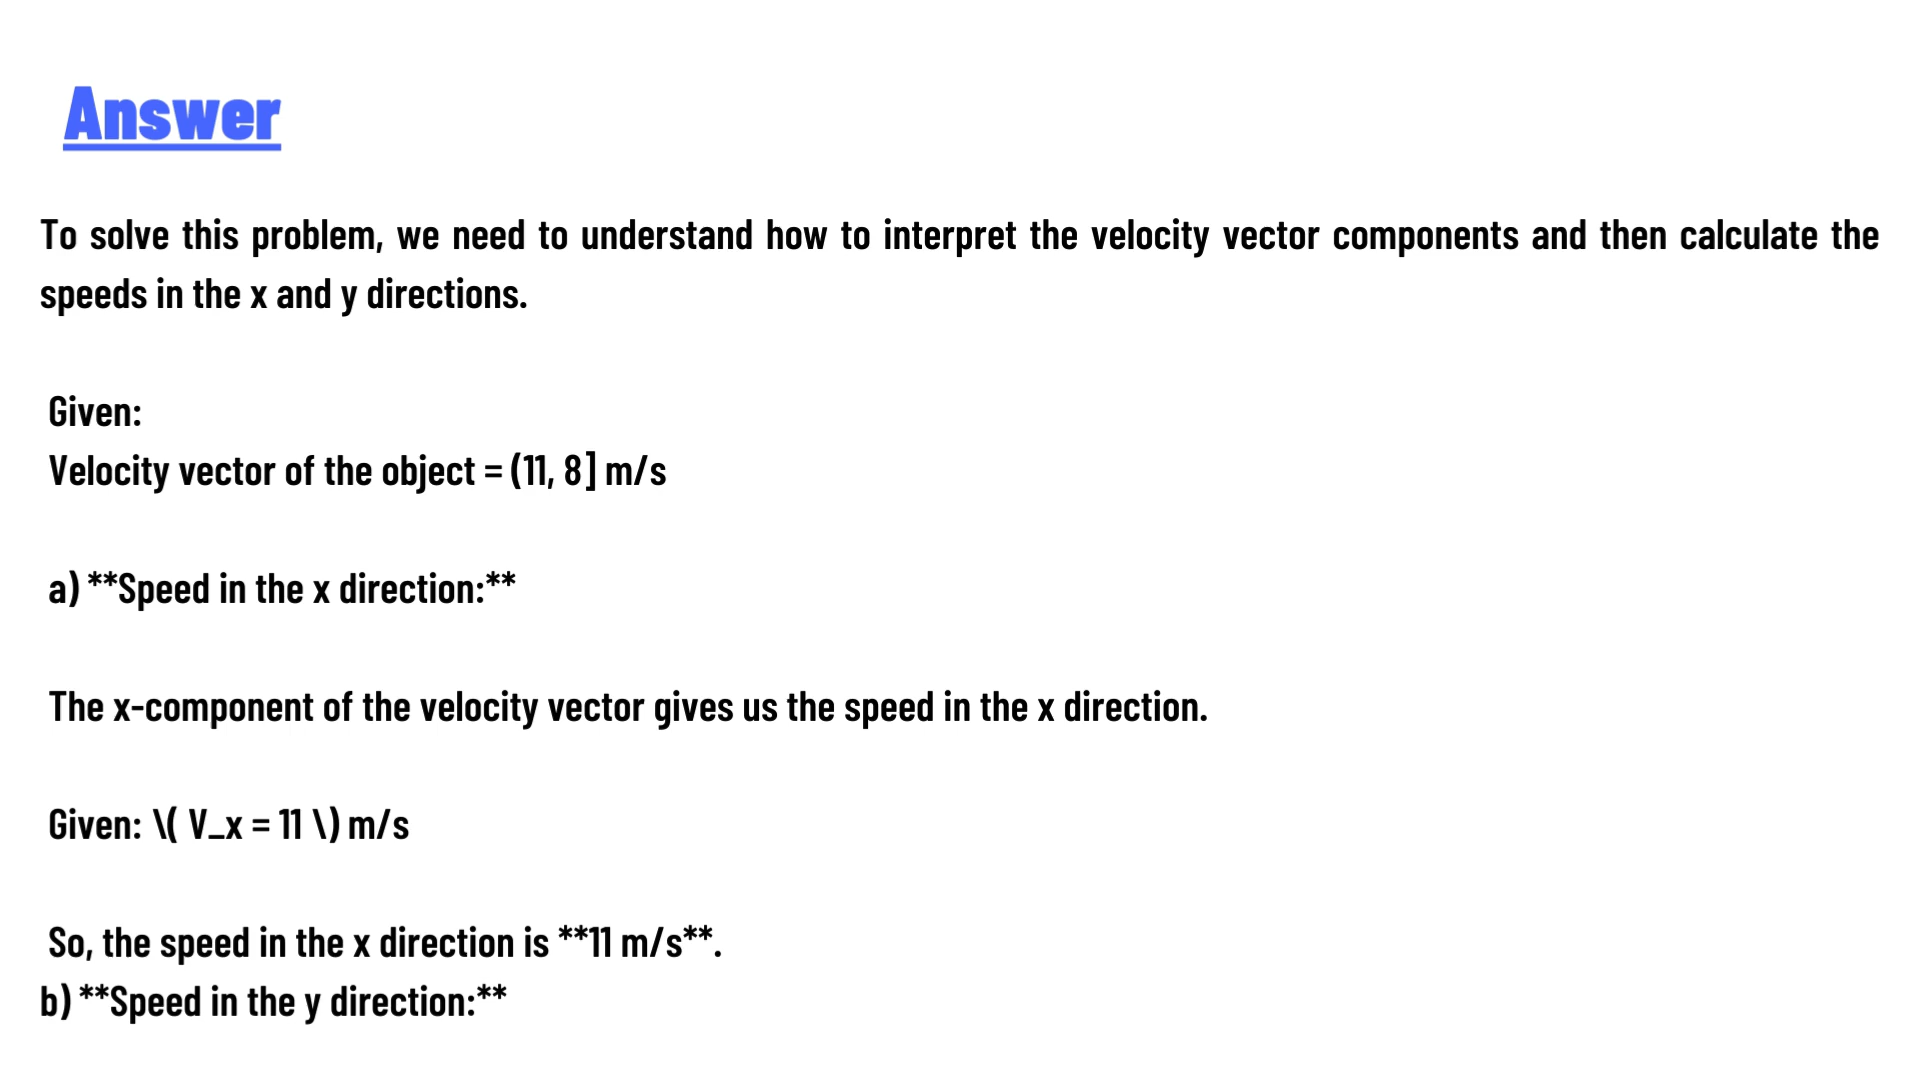 Answer
To solve this problem, we need to understand how to interpret the velocity vector components and then calculate the
speeds in the x and y directions.
Given:
Velocity vector of the object = (11, 8] m/s
a) **Speed in the x direction:**
The x-component of the velocity vector gives us the speed in the x direction.
Given: \( V_x = 11 \) m/s
So, the speed in the x direction is **11 m/s**.
b) **Speed in the y direction:**